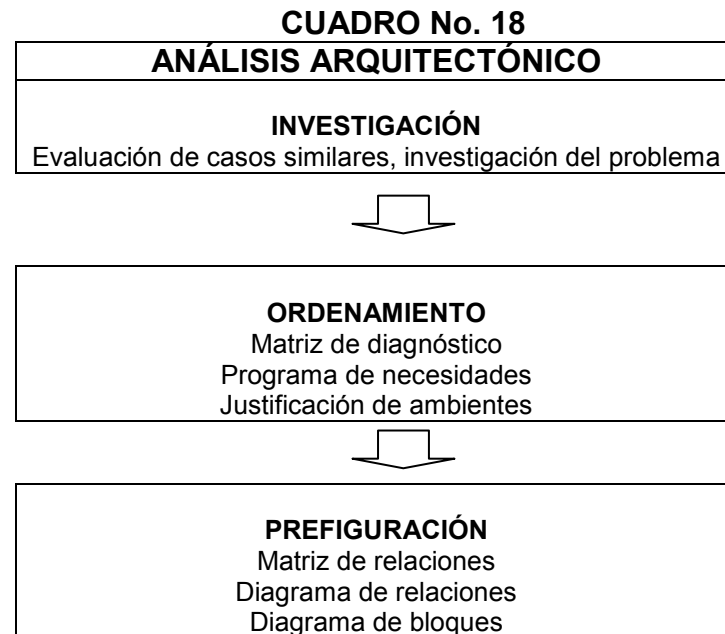 CUADRO No. 18
ANÁLISIS ARQUITECTÓNICO
INVESTIGACIÓN
Evaluación de casos similares, investigación del problema
ORDENAMIENTO
Matriz de diagnóstico
Programa de necesidades
Justificación de ambientes
PREFIGURACIÓN
Matriz de relaciones
Diagrama de relaciones
Diagrama de bloques